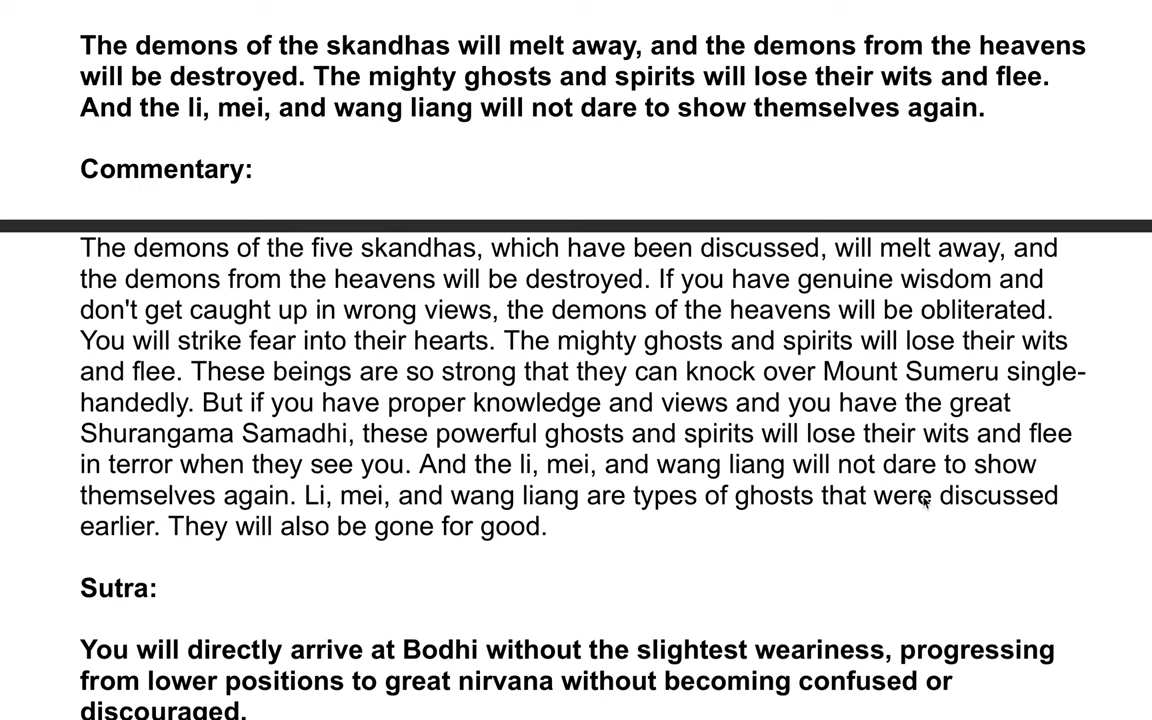 The demons of the skandhas will melt away, and the demons from the heavens
will be destroyed. The mighty ghosts and spirits will lose their wits and flee.
And the li, mei, and wang liang will not dare to show themselves again.
Commentary:
The demons of the five skandhas, which have been discussed, will melt away, and
the demons from the heavens will be destroyed. If you have genuine wisdom and
don't get caught up in wrong views, the demons of the heavens will be obliterated.
You will strike fear into their hearts. The mighty ghosts and spirits will lose their wits
and flee. These beings are so strong that they can knock over Mount Sumeru single-
handedly. But if you have proper knowledge and views and you have the great
Shurangama Samadhi, these powerful ghosts and spirits will lose their wits and flee
in terror when they see you. And the li, mei, and wang liang will not dare to show
themselves again. Li, mei, and wang liang are types of ghosts that were discussed
earlier. They will also be gone for good.
Sutra:
You will directly arrive at Bodhi without the slightest weariness, progressing
from lower positions to great nirvana without becoming confused or
discouraged.